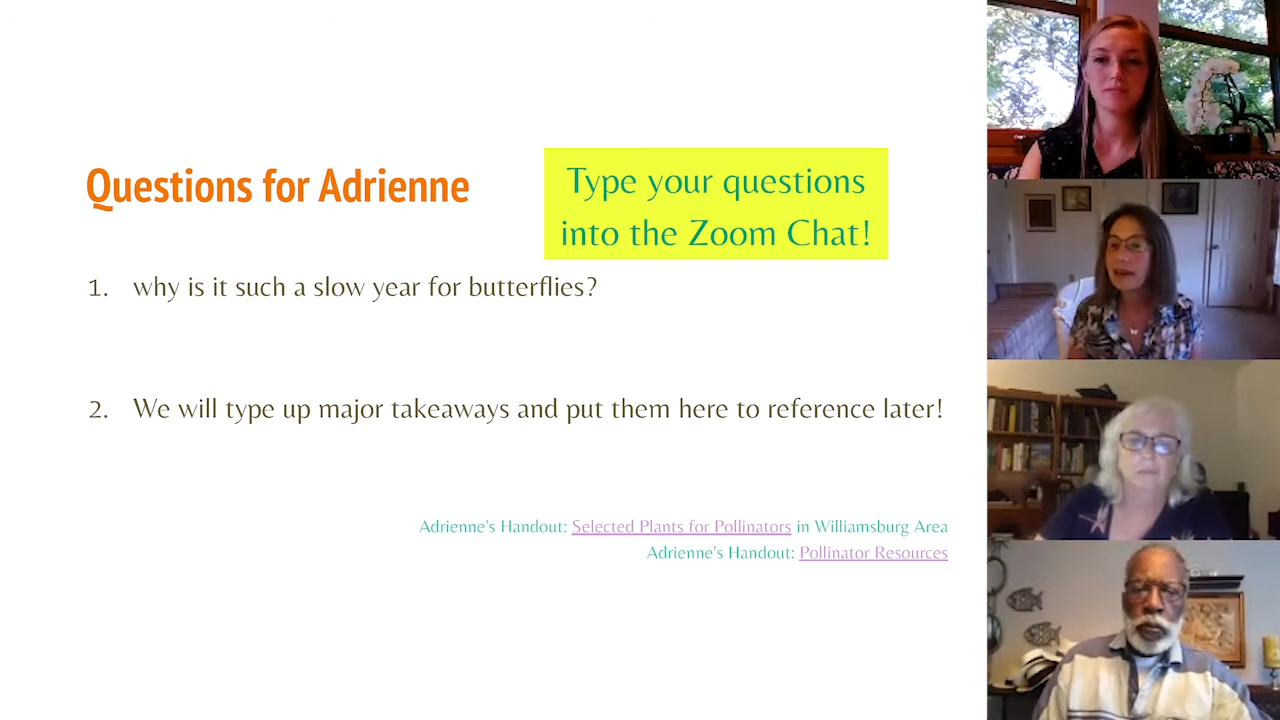 Questions for Adrienne
Type your questions
into the Zoom Chat!
1. why is it such a slow year for butterflies?
2. We will type up major takeaways and put them here to reference later!
Adrienne's Handout: Selected Plants for Pollinators in Williamsburg Area
Adrienne's Handout: Pollinator Resources